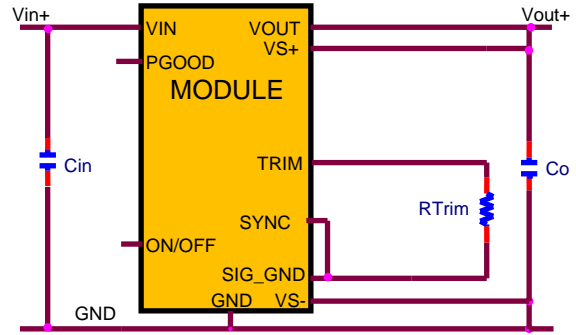 Vin+
Vout+
VIN
VOUT
VS+
PGOOD
MODULE
Cin
TRIM
Co
RTrim
SYNC
ON/OFF
SIG_GND
GND
GND
VS-